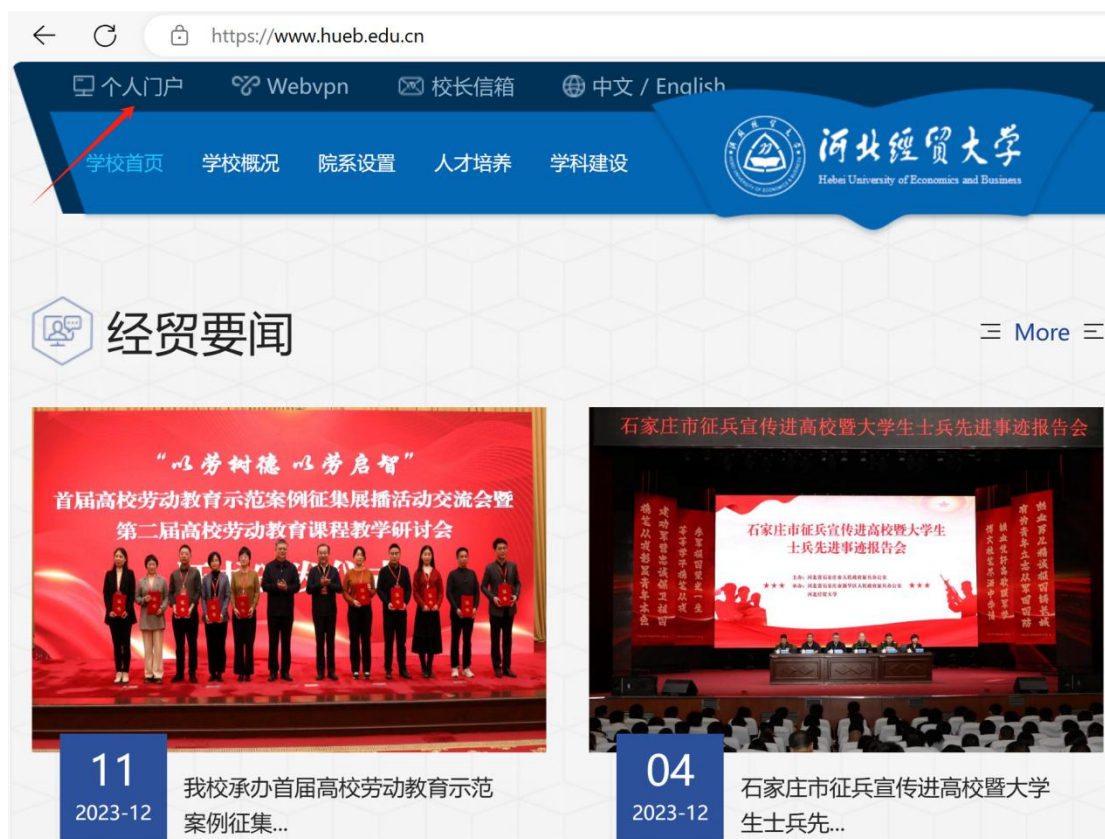 https://www.hueb.edu.cn
个人门户 Webvpn 校长信箱 中文 / English
学校首页 学校概况 院系设置 人才培养 学科建设
河北經贸大学
Hebei University of Economics and Business
经贸要闻
More
“以劳树德 以劳启智”
首届高校劳动教育示范案例征集展播活动交流会暨
第二届高校劳动教育课程教学研讨会
石家庄市征兵宣传进高校暨大学生士兵先进事迹报告会
石家庄市征兵宣传进高校暨大学生
士兵先进事迹报告会
11
2023-12
我校承办首届高校劳动教育示范
案例征集...
04
2023-12
石家庄市征兵宣传进高校暨大学
生士兵先...